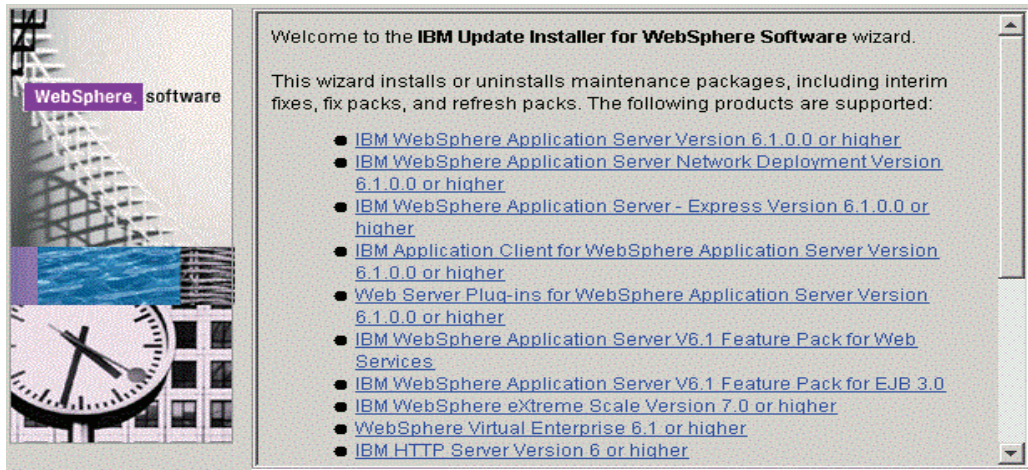 WebSphere. software
Welcome to the IBM Update Installer for WebSphere Software wizard.
This wizard installs or uninstalls maintenance packages, including interim
fixes, fix packs, and refresh packs. The following products are supported:
IBM WebSphere Application Server Version 6.1.0.0 or higher
IBM WebSphere Application Server Network Deployment Version
6.1.0.0 or higher
IBM WebSphere Application Server - Express Version 6.1.0.0 or
higher
IBM Application Client for WebSphere Application Server Version
6.1.0.0 or higher
Web Server Plug-ins for WebSphere Application Server Version
6.1.0.0 or higher
IBM WebSphere Application Server V6.1 Feature Pack for Web
Services
IBM WebSphere Application Server V6.1 Feature Pack for EJB 3.0
IBM WebSphere eXtreme Scale Version 7.0 or higher
WebSphere Virtual Enterprise 6.1 or higher
IBM HTTP Server Version 6 or higher